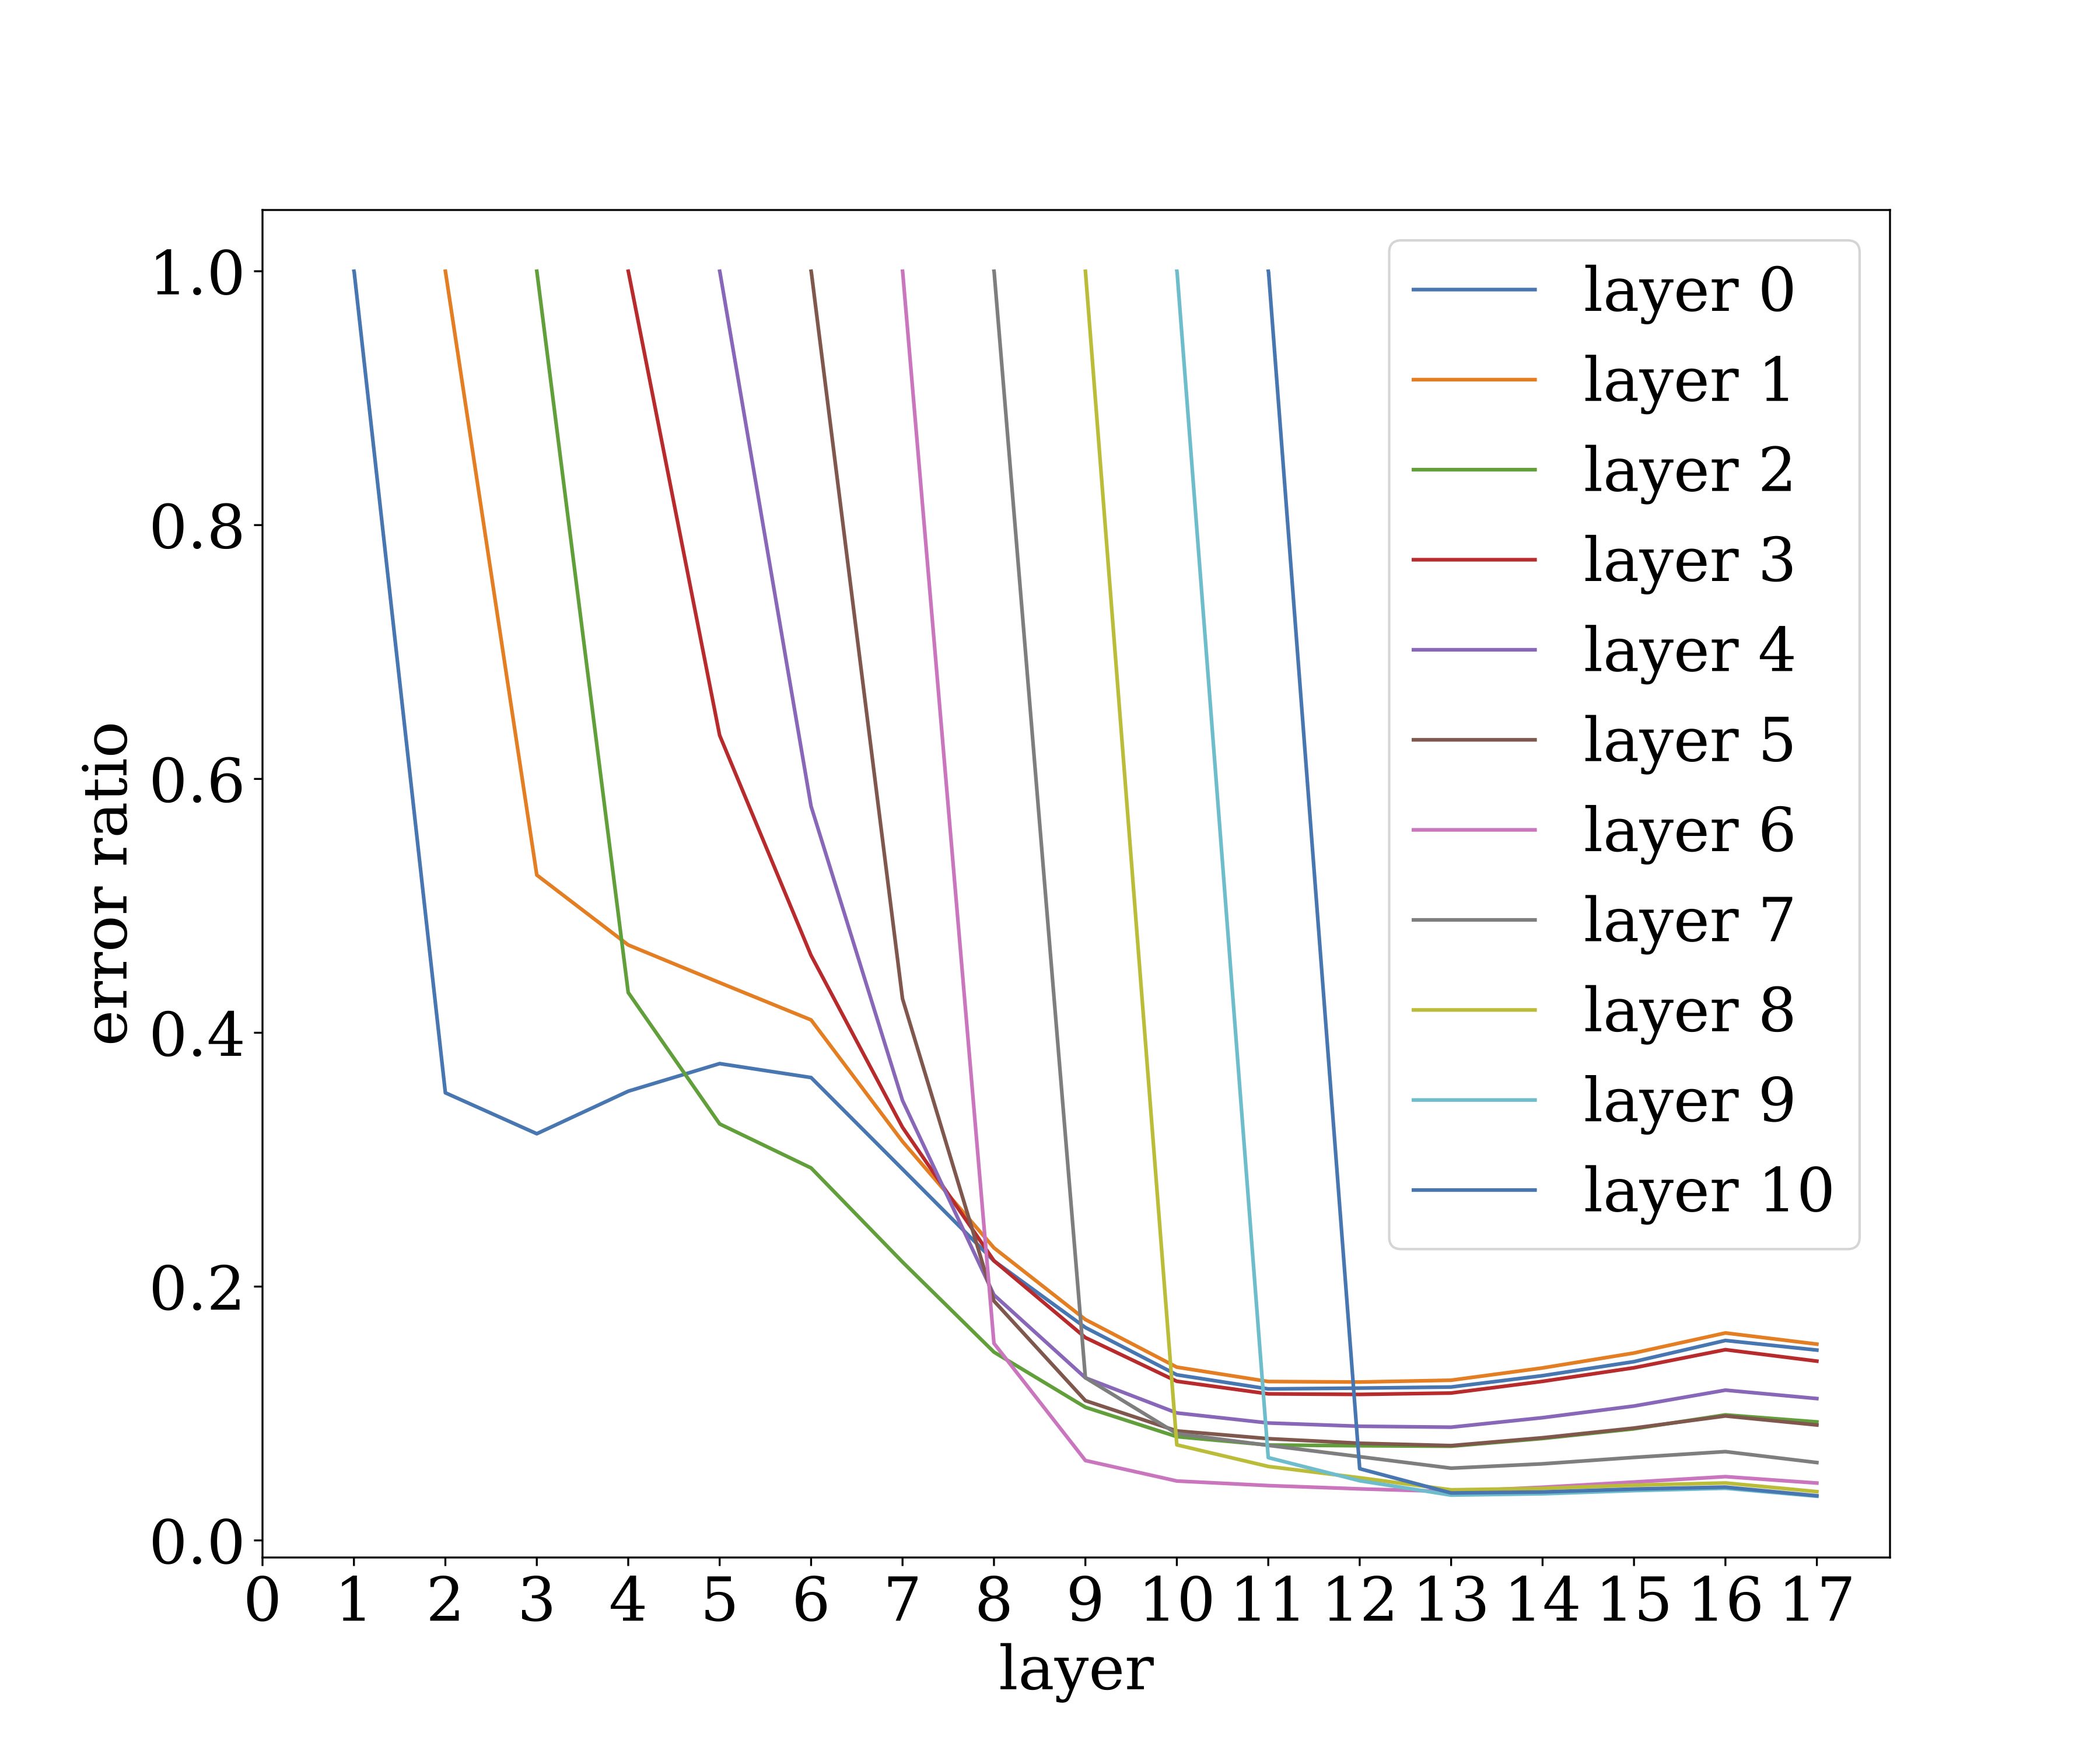 1.0
0.8
0.6
0.4
0.2
0.0
error ratio
0 1 2 3 4 5 6 7 8 9 10 11 12 13 14 15 16 17
layer
layer 0
layer 1
layer 2
layer 3
layer 4
layer 5
layer 6
layer 7
layer 8
layer 9
layer 10